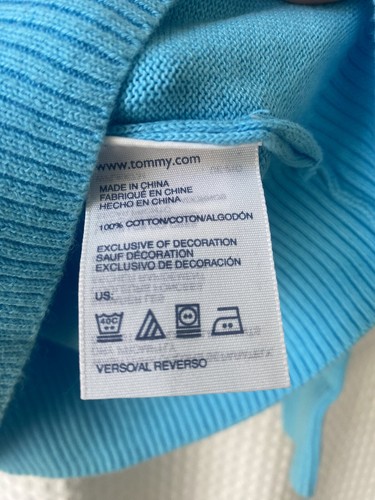 www.tommy.com
MADE IN CHINA
FABRIQUÉ EN CHINE
HECHO EN CHINA
100% COTTON/COTON/ALGODÓN
EXCLUSIVE OF DECORATION
SAUF DÉCORATION
EXCLUSIVO DE DECORACIÓN
US:
40C
VERSO/AL REVERSO